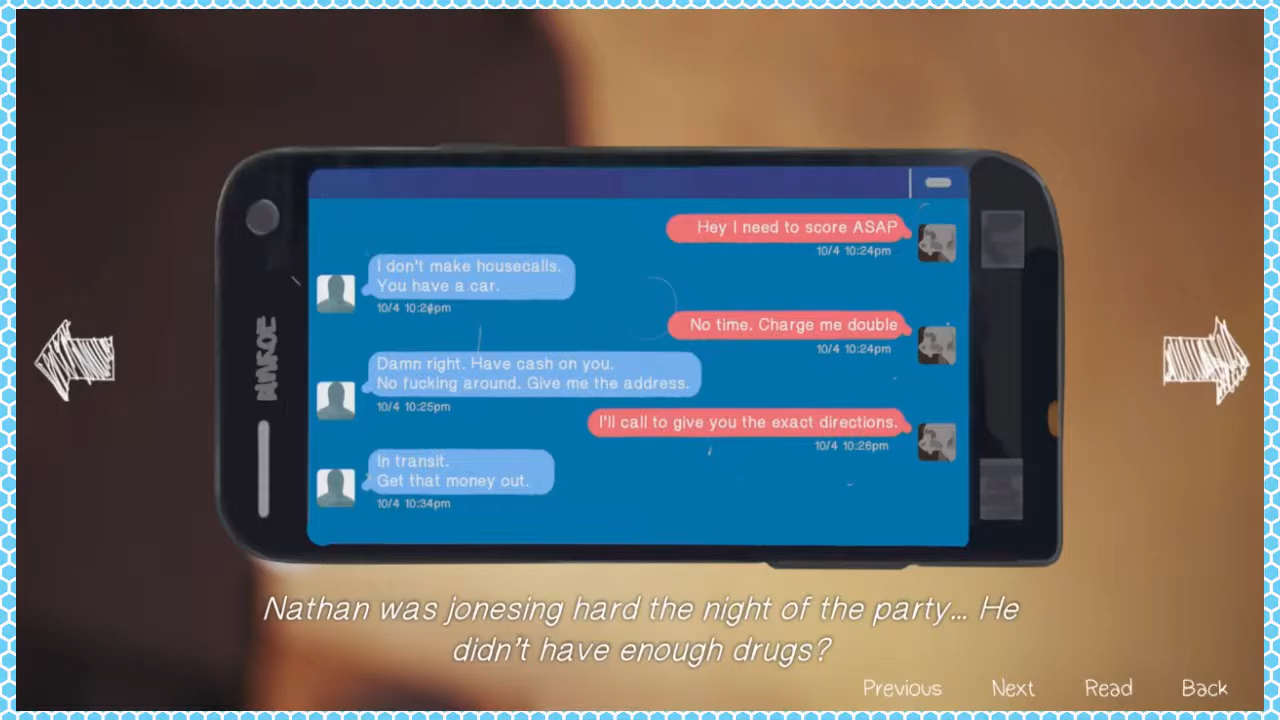 Hey I need to score ASAP
10/4 10:24pm
I don't make housecalls.
You have a car.
10/4 10:24pm
No time. Charge me double
10/4 10:24pm
Damn right. Have cash on you.
No fucking around. Give me the address.
10/4 10:25pm
I'll call to give you the exact directions.
10/4 10:26pm
In transit.
Get that money out.
10/4 10:34pm
Nathan was jonesing hard the night of the party... He
didn't have enough drugs?
Previous Next Read Back